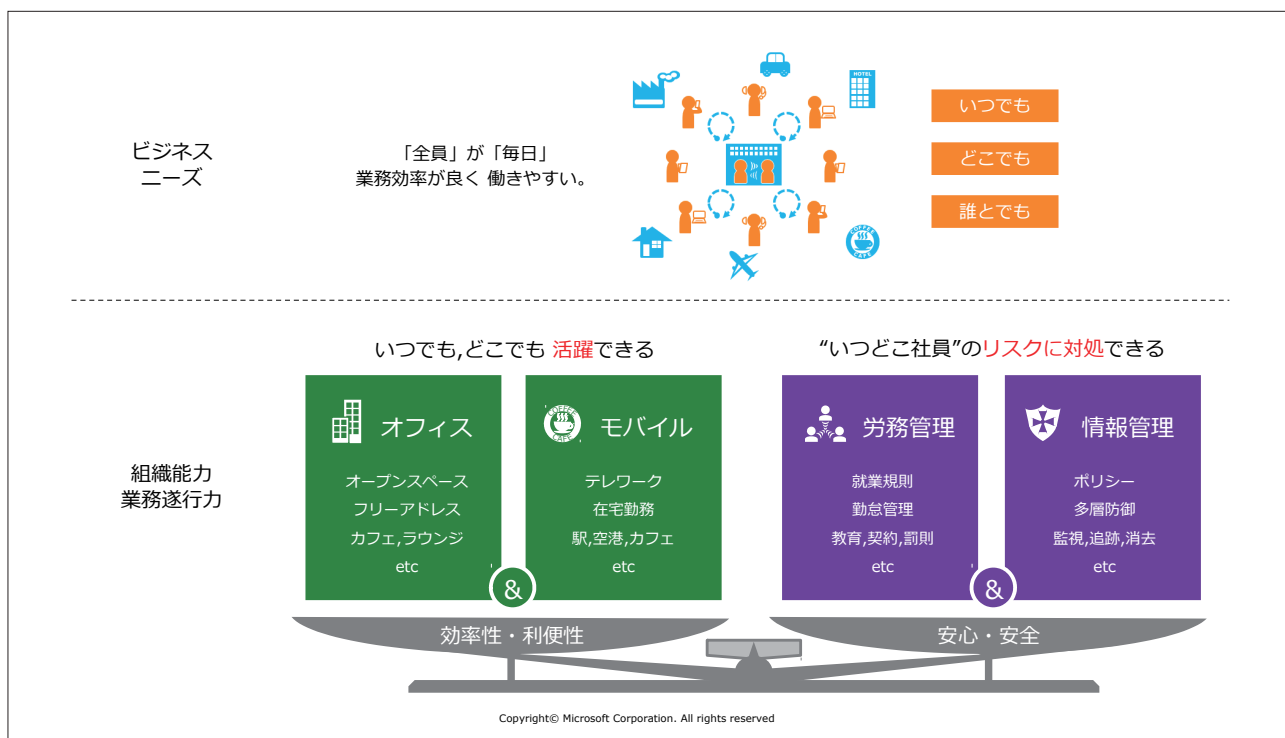 ビジネス
ニーズ
「全員」が「毎日」
業務効率が良く 働きやすい。
HOTEL
COFFEE
CAFE
いつでも
どこでも
誰とでも
組織能力
業務遂行力
いつでも,どこでも 活躍できる
オフィス
オープンスペース
フリーアドレス
カフェ,ラウンジ
etc
&
COFFEE
CAFE
モバイル
テレワーク
在宅勤務
駅,空港,カフェ
etc
効率性・利便性
“いつどこ社員”のリスクに対処できる
労務管理
就業規則
勤怠管理
教育,契約,罰則
etc
&
情報管理
ポリシー
多層防御
監視,追跡,消去
etc
安心・安全
Copyright© Microsoft Corporation. All rights reserved